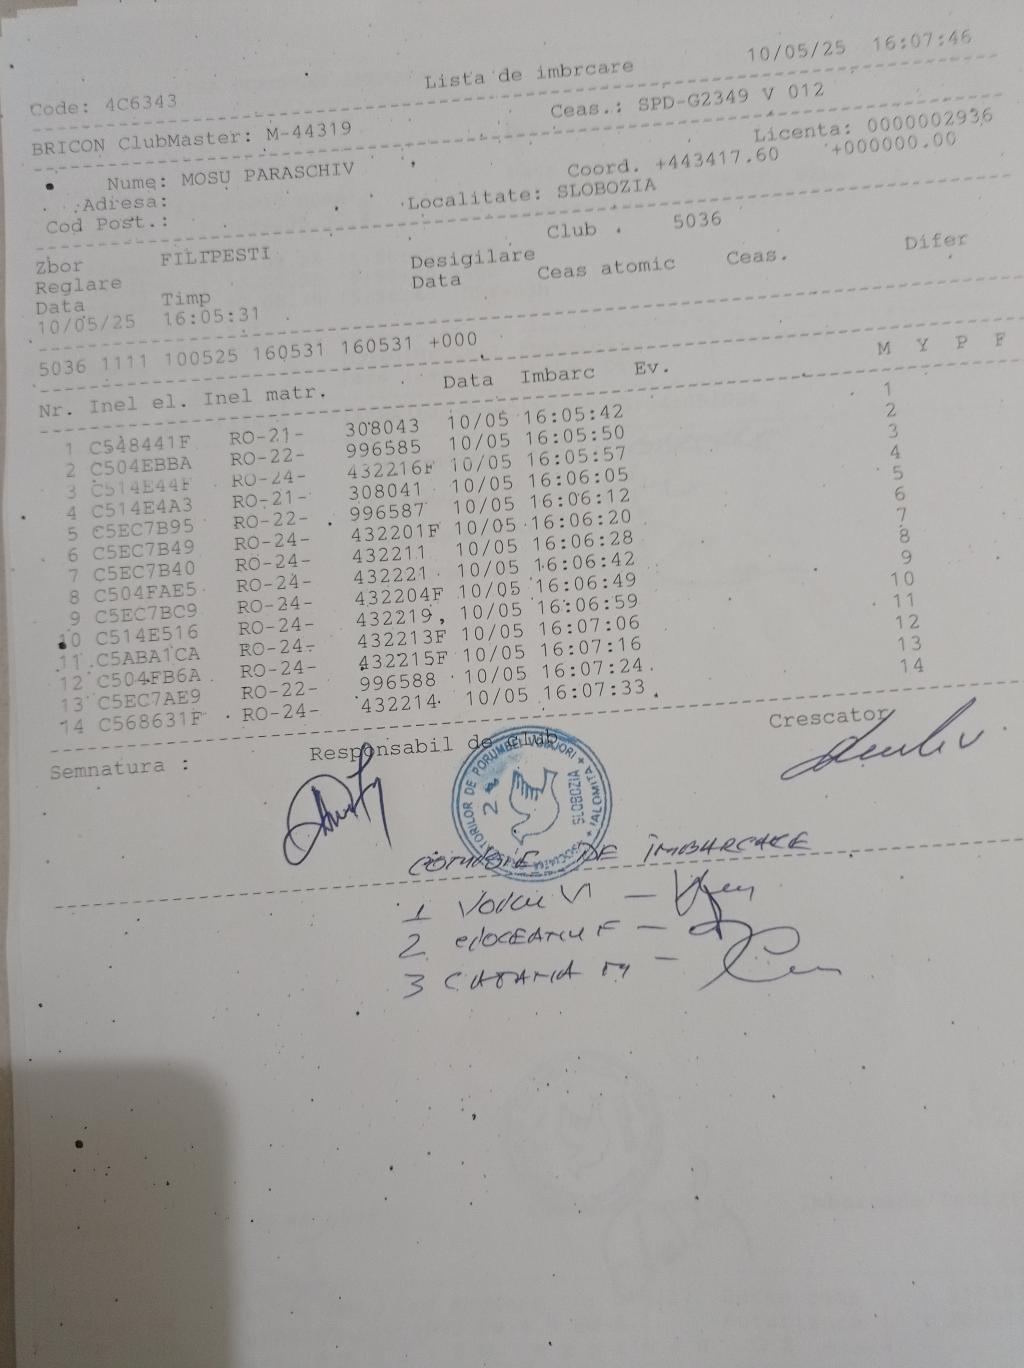 Lista de imbrcare 10/05/25 16:07:46
Code: 4C6343
BRICON ClubMaster: M-44319 Ceas.: SPD-G2349 V 012
Licenta: 0000002936
Nume: MOSU PARASCHIV Coord. +443417.60 +000000.00
Adresa:
Cod Post.: Localitate: SLOBOZIA
Club . 5036
Zbor FILIPESTI
Reglare Desigilare
Data Timp Data Ceas atomic Ceas. Difer
10/05/25 16:05:31
5036 1111 100525 160531 160531 +000
Nr. Inel el. Inel matr. Data Imbarc Ev. M Y P F
1 C548441F RO-21- 308043 10/05 16:05:42 1
2 C504EBBA RO-22- 996585 10/05 16:05:50 2
3 C514E44F RO-24- 432216F 10/05 16:05:57 3
4 C514E4A3 RO-21- 308041 10/05 16:06:05 4
5 C5EC7B95 RO-22- 996587 10/05 16:06:12 5
6 C5EC7B49 RO-24- 432201F 10/05 16:06:20 6
7 C5EC7B40 RO-24- 432211 10/05 16:06:28 7
8 C504FAE5 RO-24- 432221 10/05 16:06:42 8
9 C5EC7BC9 RO-24- 432204F 10/05 16:06:49 9
10 C514E516 RO-24- 432219 10/05 16:06:59 10
11 C5ABA1CA RO-24- 432213F 10/05 16:07:06 11
12 C504FB6A RO-24- 432215F 10/05 16:07:16 12
13 C5EC7AE9 RO-22- 996588 10/05 16:07:24 13
14 C568631F RO-24- 432214 10/05 16:07:33 14
Semnatura : Responsabil de club Crescator
PORUMBEI VOIAJORI
SLOBOZIA
IALOMITA
DE IMBARCARE
1
2
3